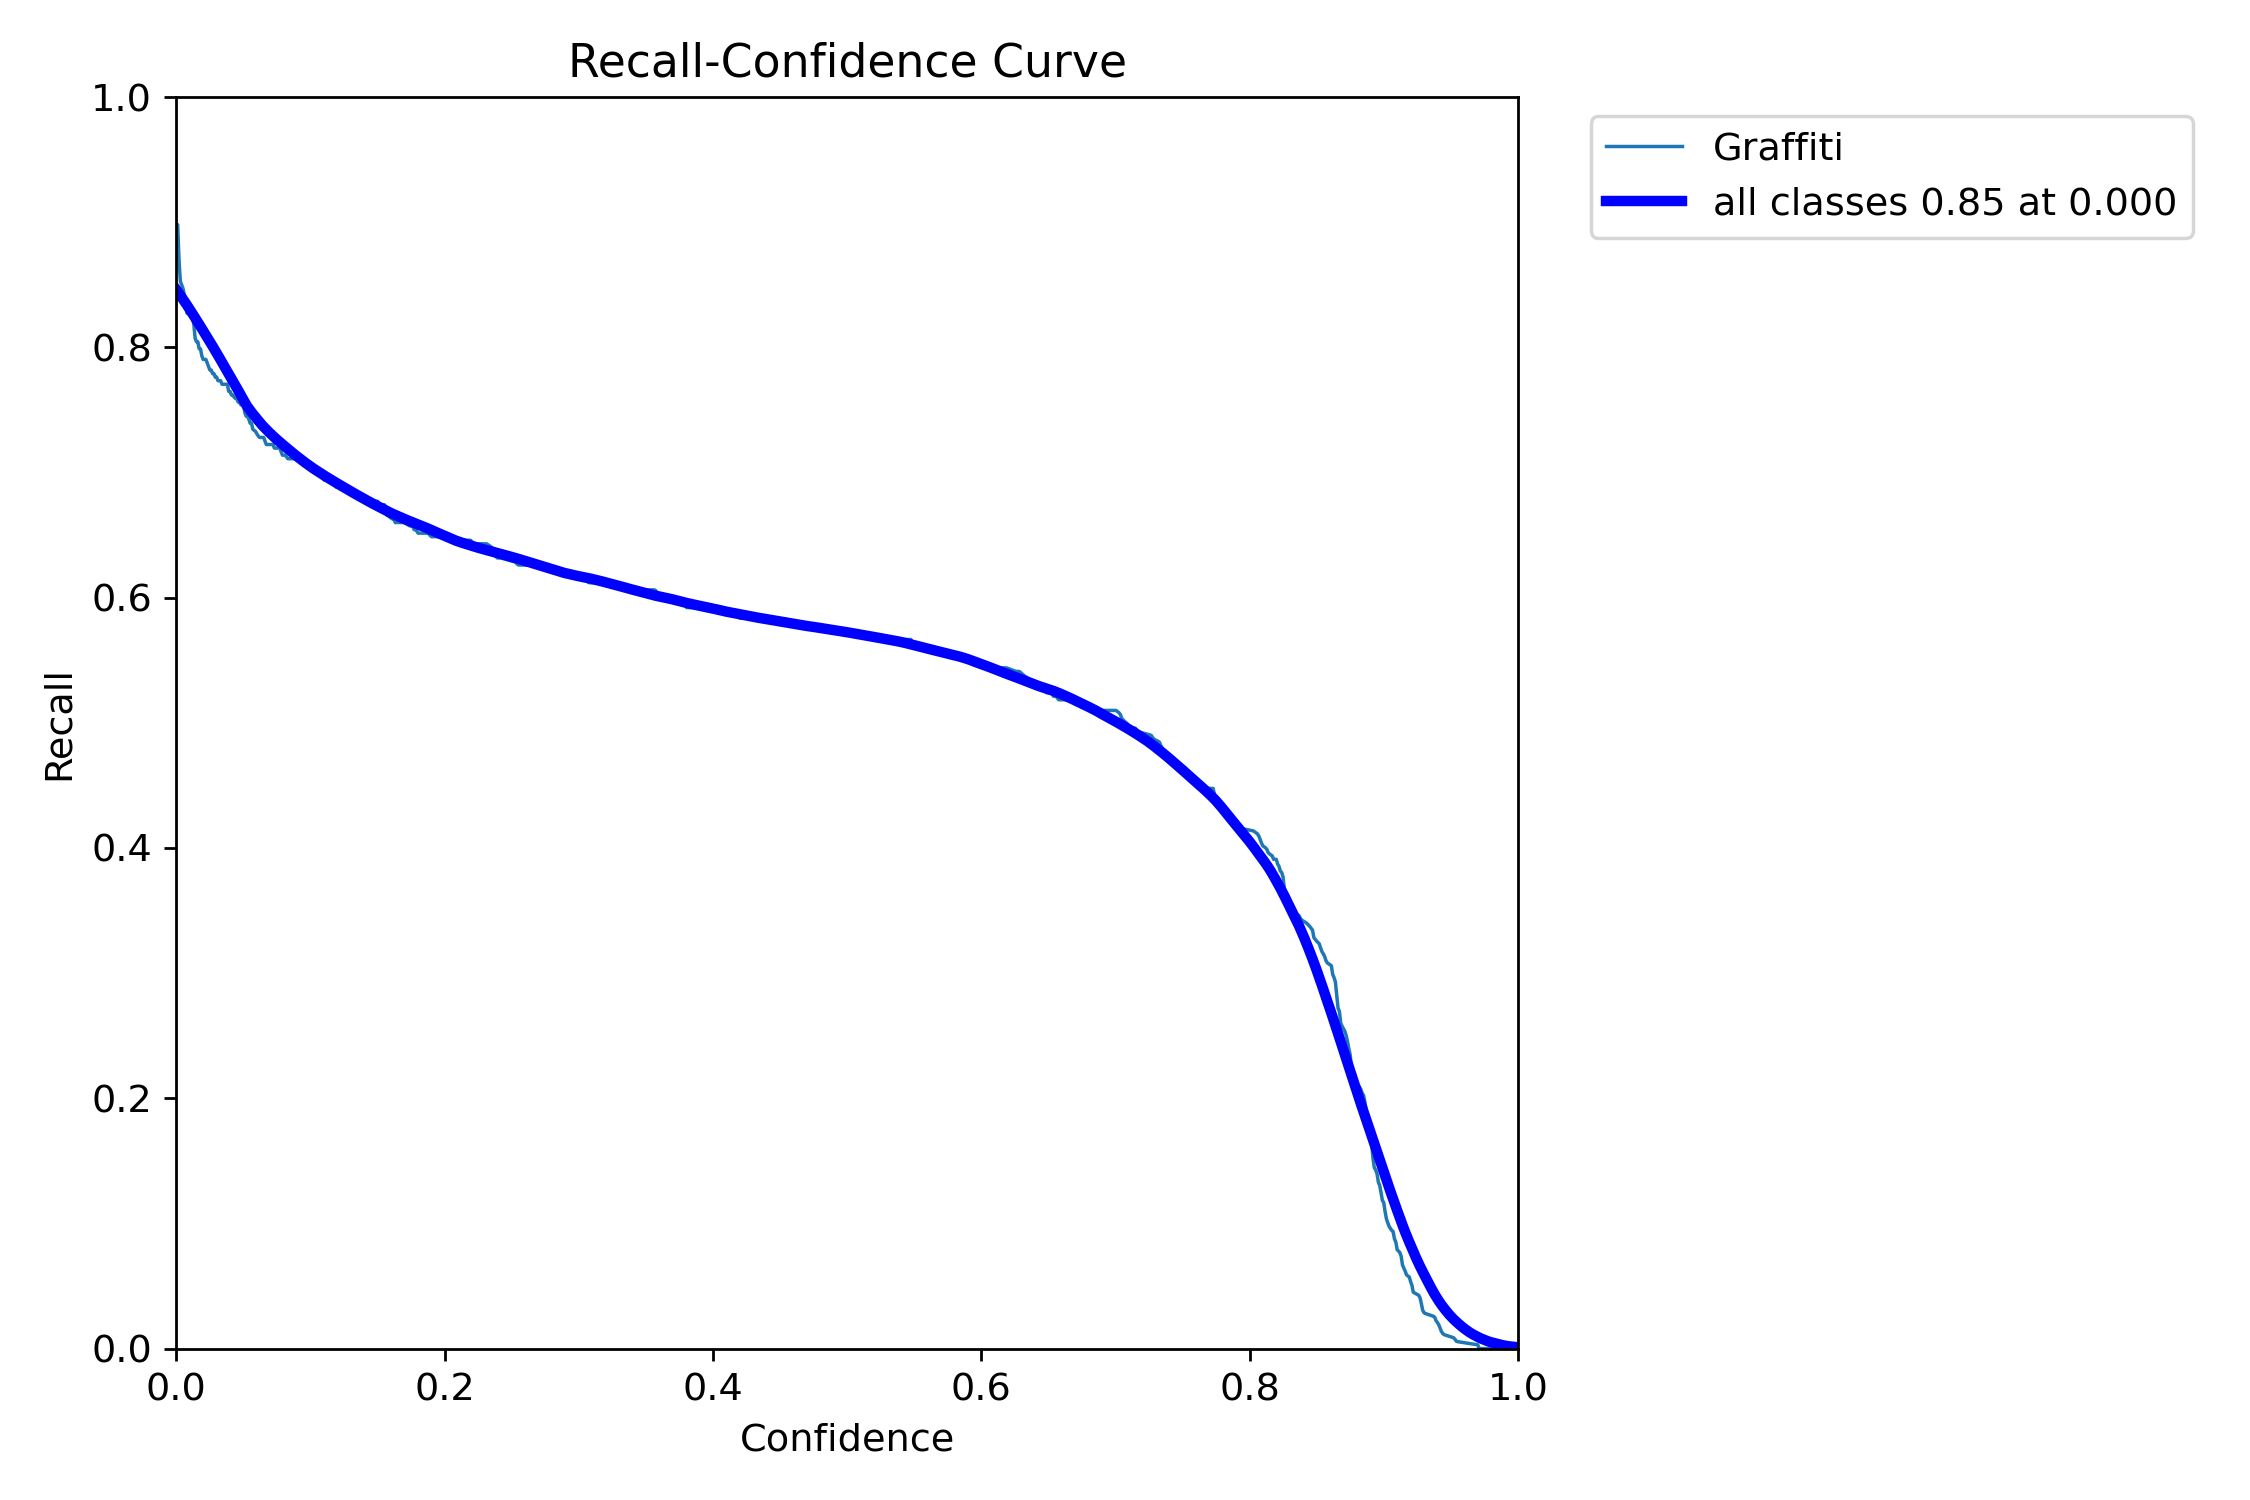 Recall-Confidence Curve
1.0
0.8
0.6
0.4
0.2
0.0
Recall
0.0 0.2 0.4 0.6 0.8 1.0
Confidence
Graffiti
all classes 0.85 at 0.000